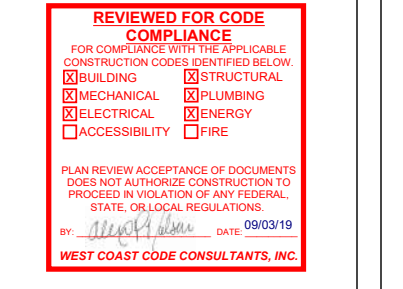 REVIEWED FOR CODE
COMPLIANCE
FOR COMPLIANCE WITH THE APPLICABLE
CONSTRUCTION CODES IDENTIFIED BELOW.
X BUILDING X STRUCTURAL
X MECHANICAL X PLUMBING
X ELECTRICAL X ENERGY
ACCESSIBILITY FIRE
PLAN REVIEW ACCEPTANCE OF DOCUMENTS
DOES NOT AUTHORIZE CONSTRUCTION TO
PROCEED IN VIOLATION OF ANY FEDERAL,
STATE, OR LOCAL REGULATIONS.
BY: DATE: 09/03/19
WEST COAST CODE CONSULTANTS, INC.